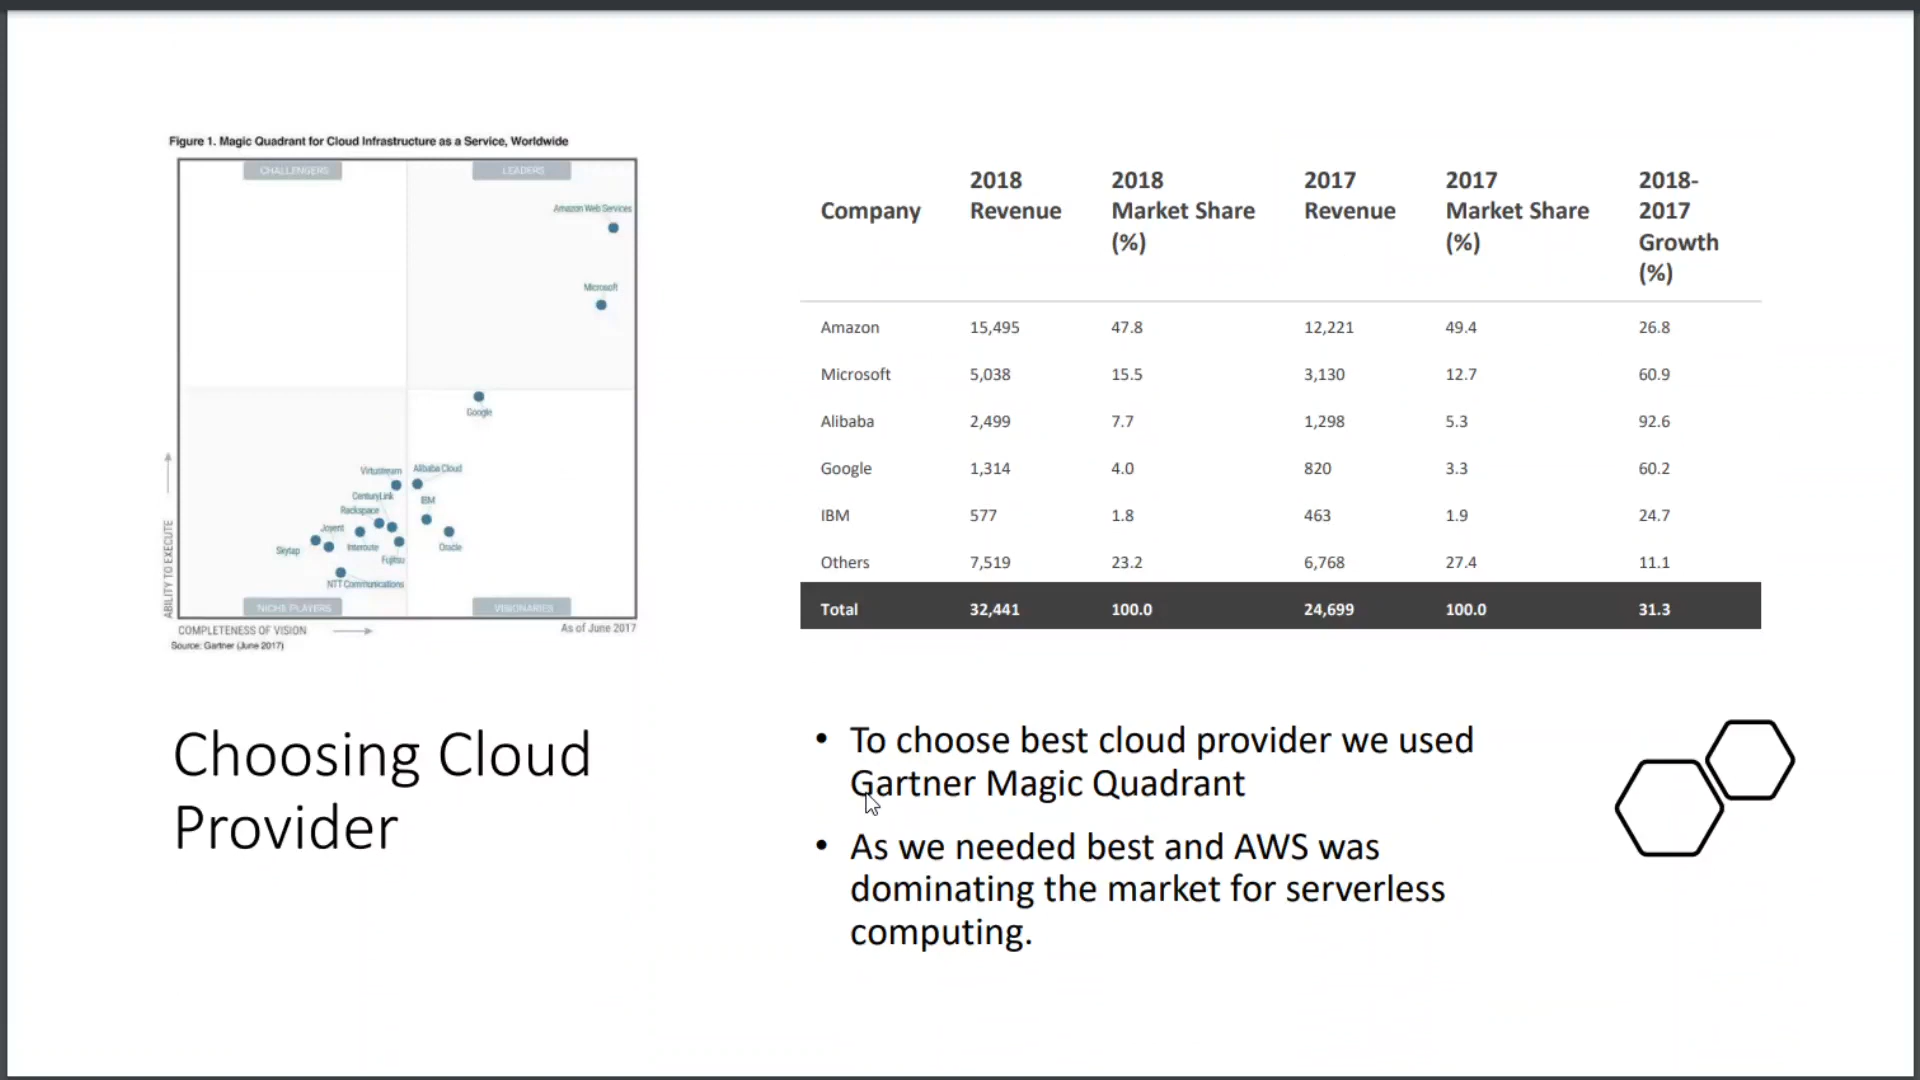 Figure 1. Magic Quadrant for Cloud Infrastructure as a Service, Worldwide
CHALLENGERS
LEADERS
Amazon Web Services
Microsoft
Google
Virtustream
Alibaba Cloud
CenturyLink
IBM
Rackspace
Joyent
Skytap
Interoute
Oracle
Fujitsu
NTT Communications
NICHE PLAYERS
VISIONARIES
ABILITY TO EXECUTE
COMPLETENESS OF VISION
As of June 2017
Source: Gartner (June 2017)
Company 2018 Revenue 2018 Market Share (%) 2017 Revenue 2017 Market Share (%) 2018-2017 Growth (%)
Amazon 15,495 47.8 12,221 49.4 26.8
Microsoft 5,038 15.5 3,130 12.7 60.9
Alibaba 2,499 7.7 1,298 5.3 92.6
Google 1,314 4.0 820 3.3 60.2
IBM 577 1.8 463 1.9 24.7
Others 7,519 23.2 6,768 27.4 11.1
Total 32,441 100.0 24,699 100.0 31.3
Choosing Cloud
Provider
• To choose best cloud provider we used
Gartner Magic Quadrant
• As we needed best and AWS was
dominating the market for serverless
computing.